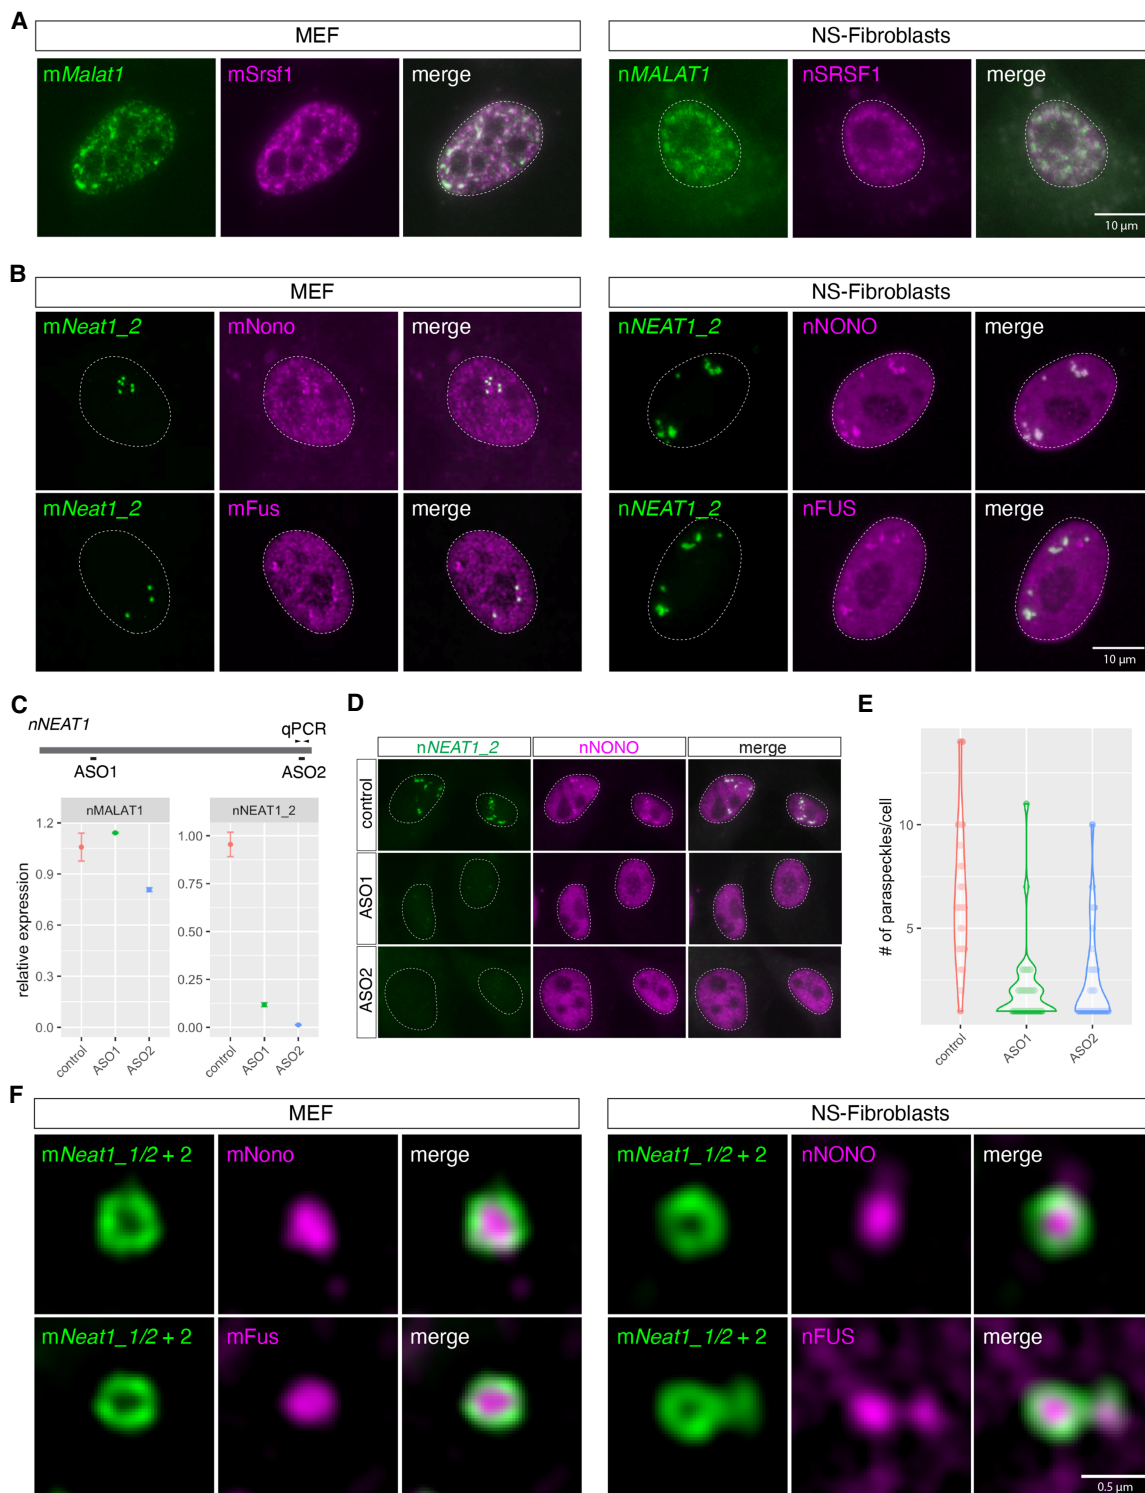 A
MEF
NS-Fibroblasts
mMalat1
mSrsf1
merge
nMALAT1
nSRSF1
merge
10 µm
B
MEF
NS-Fibroblasts
mNeat1_2
mNono
merge
nNEAT1_2
nNONO
merge
mNeat1_2
mFus
merge
nNEAT1_2
nFUS
merge
10 µm
C
nNEAT1
qPCR
ASO1
ASO2
nMALAT1
nNEAT1_2
relative expression
1.2
0.9
0.6
0.3
0.0
1.00
0.75
0.50
0.25
0.00
control
ASO1
ASO2
control
ASO1
ASO2
D
nNEAT1_2
nNONO
merge
control
ASO1
ASO2
E
# of paraspeckles/cell
10
5
control
ASO1
ASO2
F
MEF
NS-Fibroblasts
mNeat1_1/2 + 2
mNono
merge
mNeat1_1/2 + 2
nNONO
merge
mNeat1_1/2 + 2
mFus
merge
mNeat1_1/2 + 2
nFUS
merge
0.5 µm